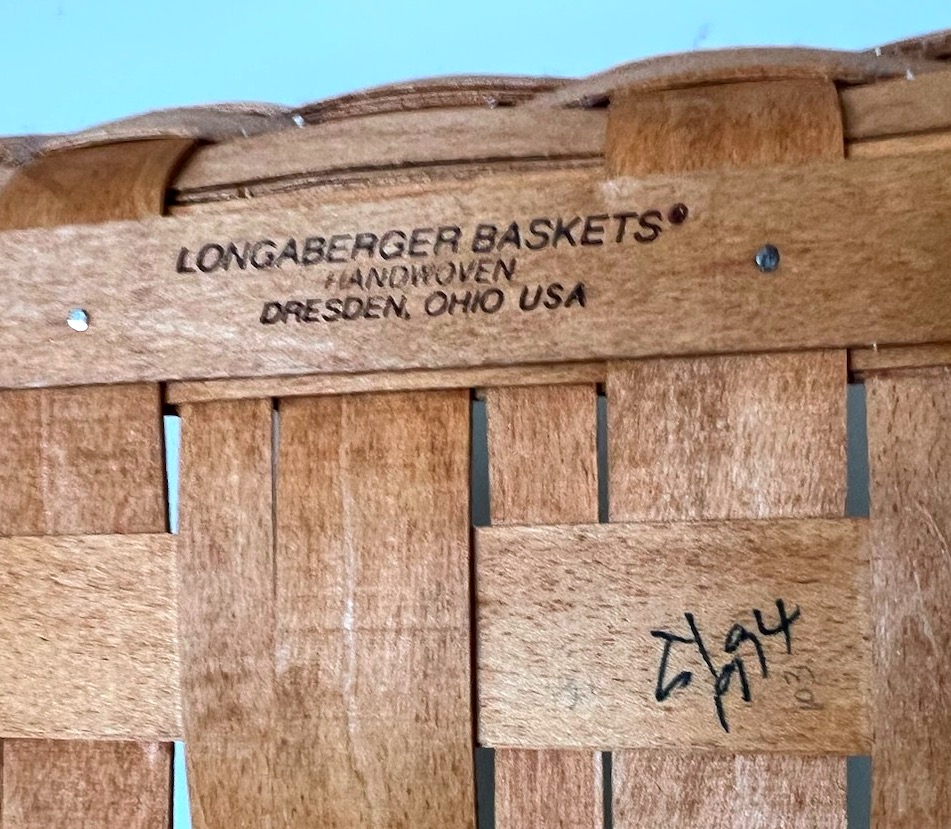 LONGABERGER BASKETS®
HANDWOVEN
DRESDEN, OHIO USA
94